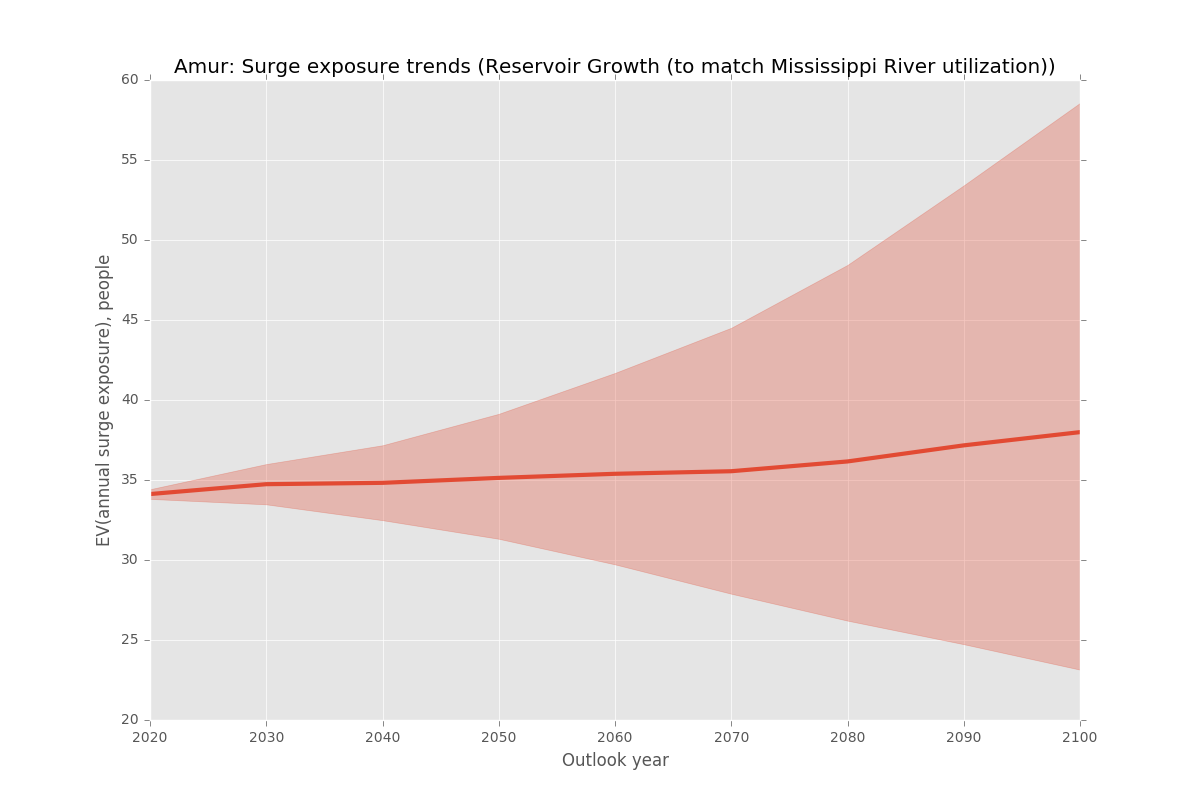 Amur: Surge exposure trends (Reservoir Growth (to match Mississippi River utilization))
60
55
50
45
40
35
30
25
20
EV(annual surge exposure), people
2020 2030 2040 2050 2060 2070 2080 2090 2100
Outlook year